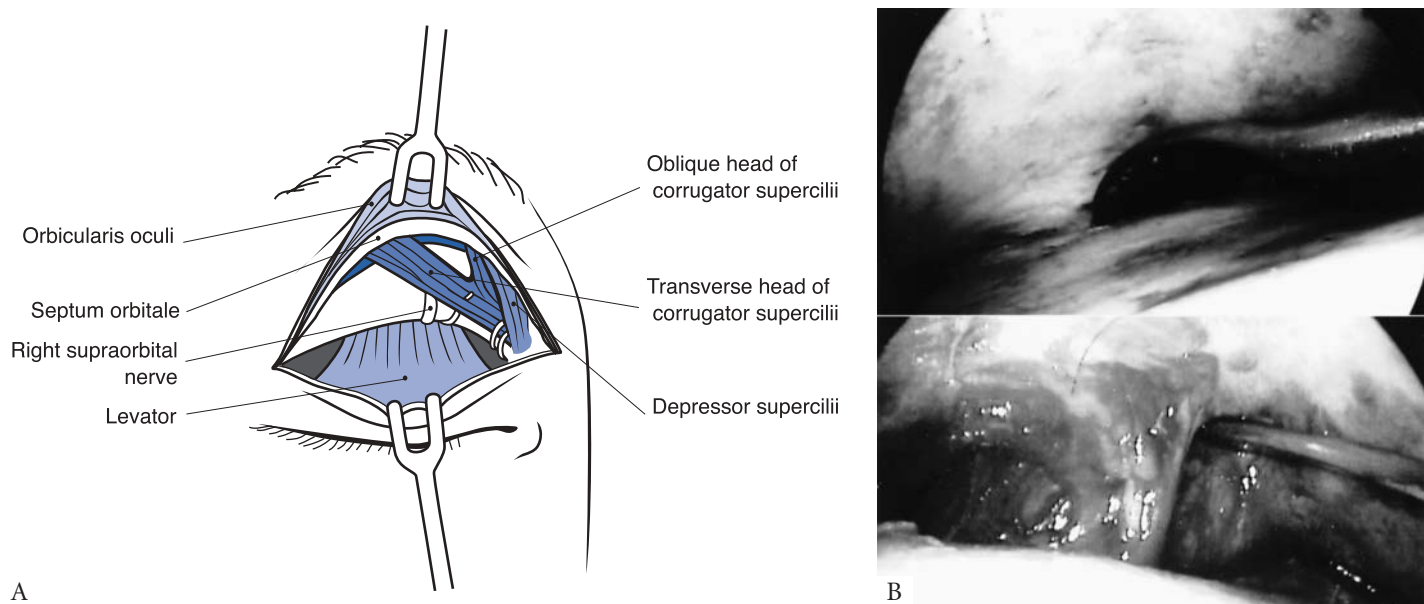 Orbicularis oculi
Septum orbitale
Right supraorbital
nerve
Levator
Oblique head of
corrugator supercilii
Transverse head of
corrugator supercilii
Depressor supercilii
A
B